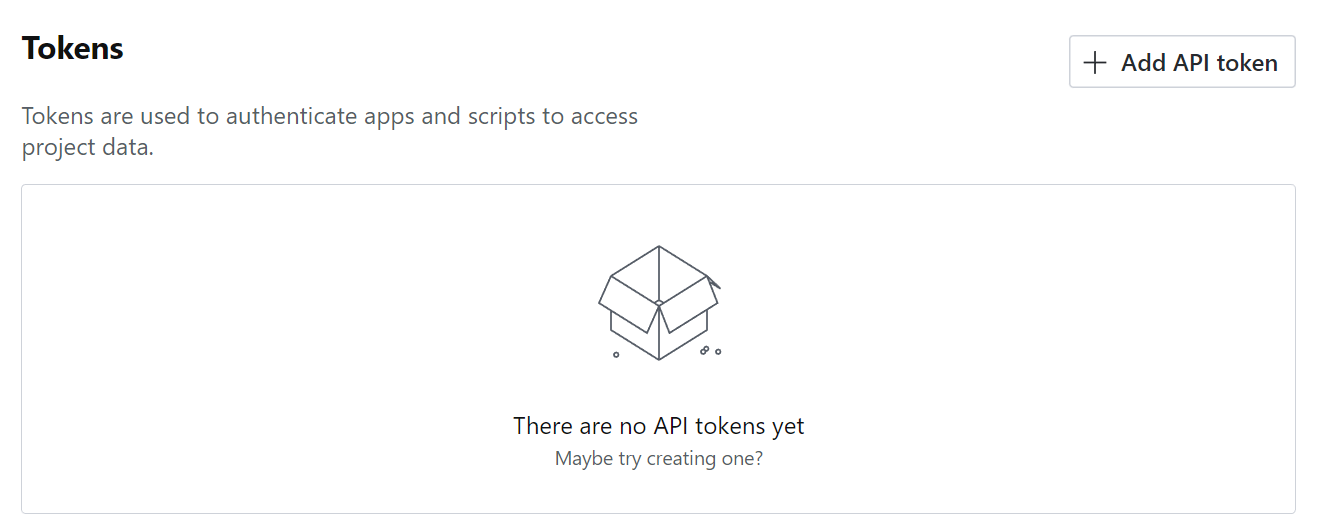 Tokens
Add API token
Tokens are used to authenticate apps and scripts to access
project data.
There are no API tokens yet
Maybe try creating one?